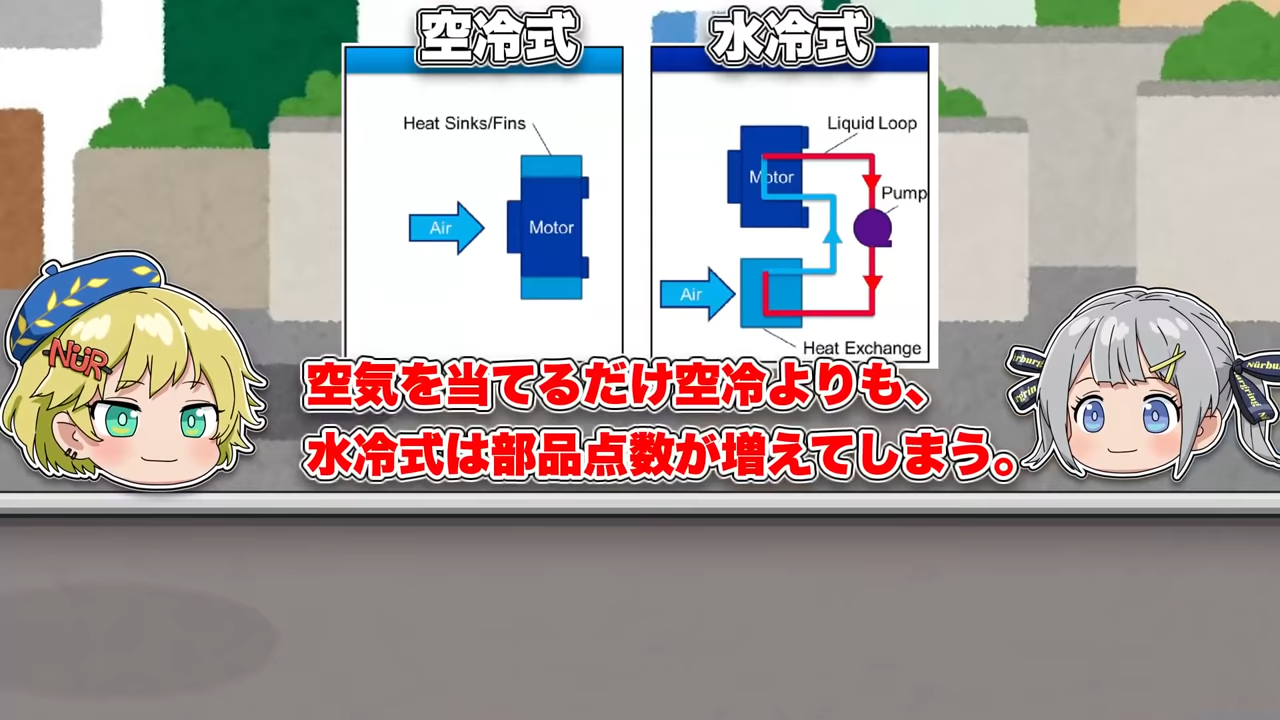 空冷式
水冷式
Heat Sinks/Fins
Air
Motor
Liquid Loop
Motor
Pump
Air
Heat Exchange
空気を当てるだけ空冷よりも、
水冷式は部品点数が増えてしまう。
NÜR
Nürbu